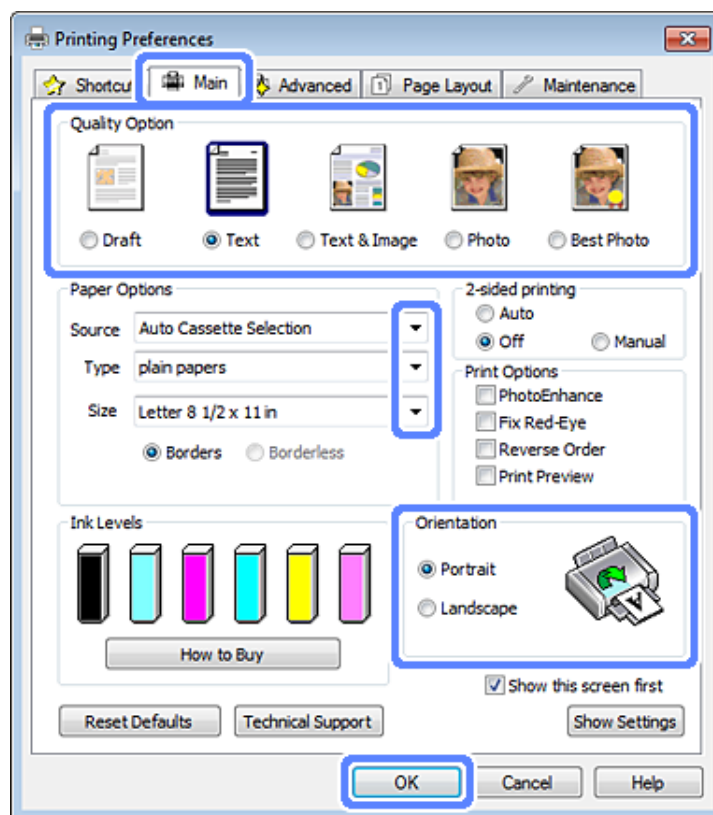 Printing Preferences
Shortcu Main Advanced 1 Page Layout Maintenance
Quality Option
Draft Text Text & Image Photo Best Photo
Paper Options
Source Auto Cassette Selection
Type plain papers
Size Letter 8 1/2 x 11 in
Borders Borderless
2-sided printing
Auto
Off Manual
Print Options
PhotoEnhance
Fix Red-Eye
Reverse Order
Print Preview
Ink Levels
How to Buy
Orientation
Portrait
Landscape
A
Show this screen first
Reset Defaults Technical Support Show Settings
OK Cancel Help